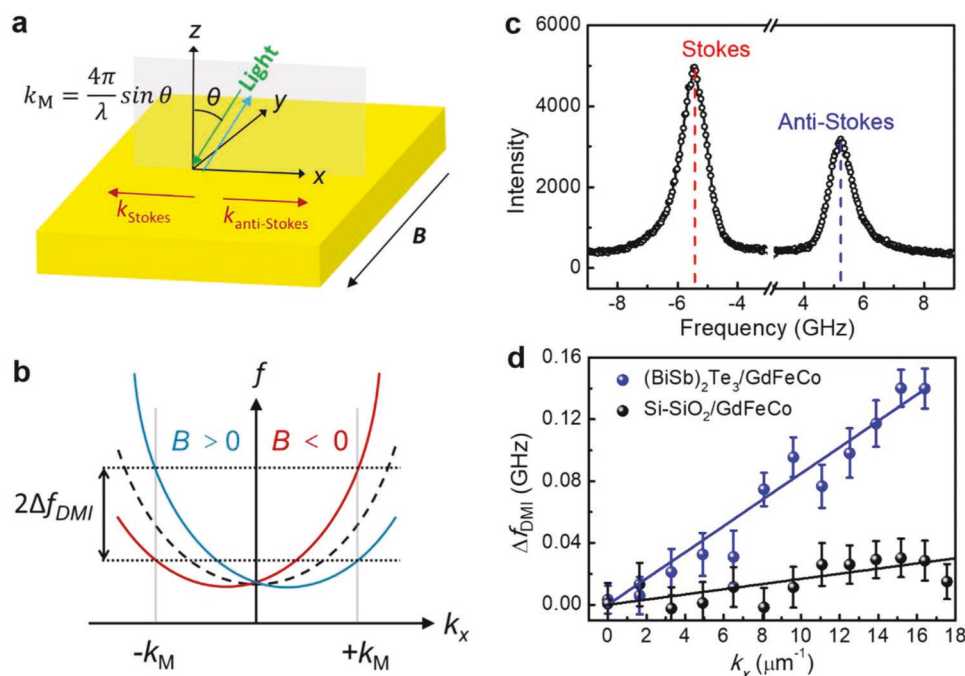 a
z
Light
k_M = 4π/λ sin θ
θ
y
x
k_Stokes
k_anti-Stokes
B
b
f
B > 0
B < 0
2Δf_DMI
k_x
-k_M
+k_M
c
6000
Stokes
4000
Anti-Stokes
Intensity
2000
0
-8 -6 -4 4 6 8
Frequency (GHz)
d
0.16
(BiSb)₂Te₃/GdFeCo
Si-SiO₂/GdFeCo
0.12
Δf_DMI (GHz)
0.08
0.04
0.00
0 2 4 6 8 10 12 14 16 18
k_x (μm⁻¹)